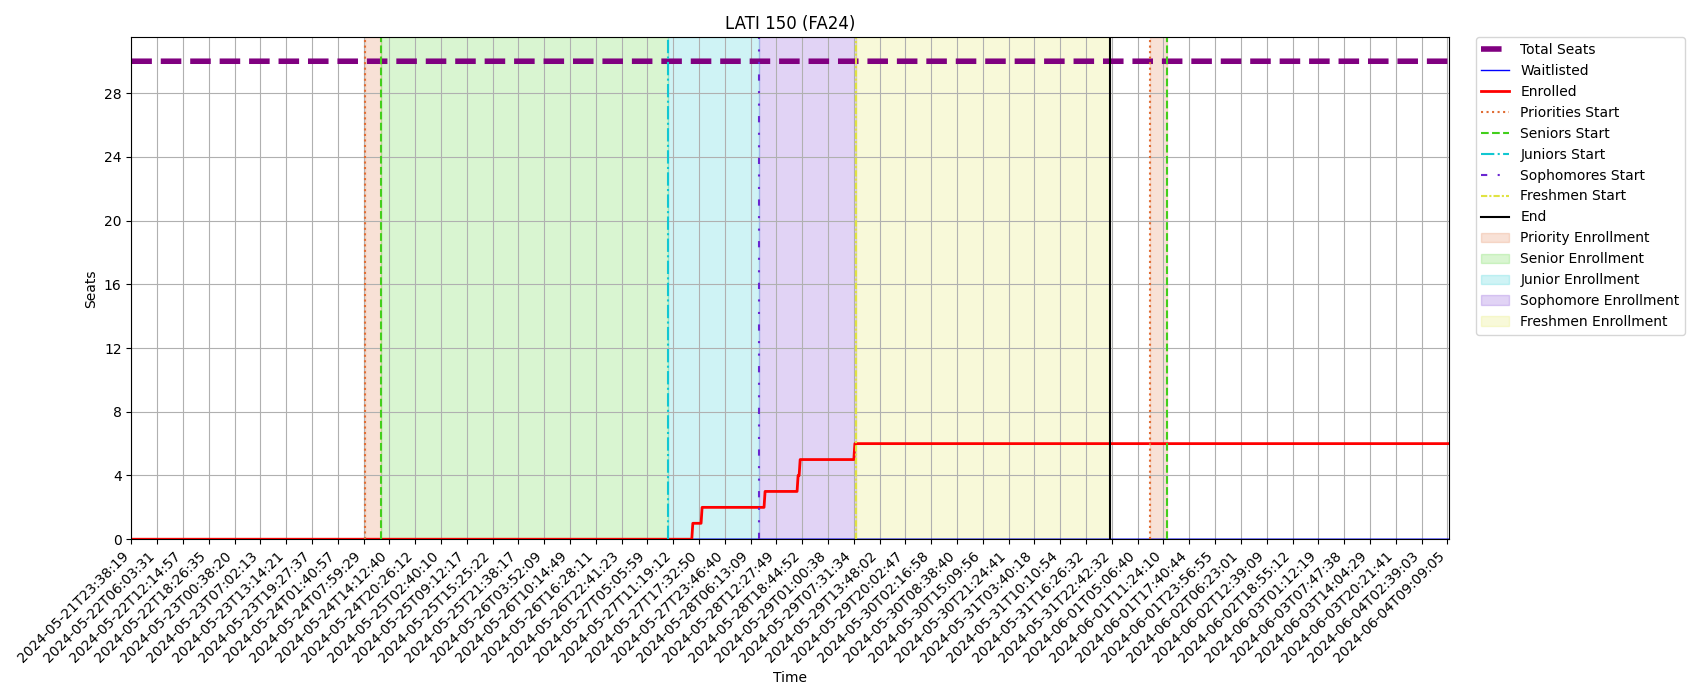 LATI 150 (FA24)
Seats
28
24
20
16
12
8
4
0
2024-05-21T23:38:19
2024-05-22T06:03:31
2024-05-22T12:14:57
2024-05-22T18:26:35
2024-05-23T00:38:20
2024-05-23T07:02:13
2024-05-23T13:14:21
2024-05-23T19:27:37
2024-05-24T01:40:57
2024-05-24T07:59:29
2024-05-24T14:12:40
2024-05-24T20:26:12
2024-05-25T02:40:10
2024-05-25T09:12:17
2024-05-25T15:25:22
2024-05-25T21:38:17
2024-05-26T03:52:09
2024-05-26T10:14:49
2024-05-26T16:28:11
2024-05-26T22:41:23
2024-05-27T05:05:59
2024-05-27T11:19:12
2024-05-27T17:32:50
2024-05-27T23:46:40
2024-05-28T06:13:09
2024-05-28T12:27:49
2024-05-28T18:44:52
2024-05-29T01:00:38
2024-05-29T07:31:34
2024-05-29T13:48:02
2024-05-29T20:02:47
2024-05-30T02:16:58
2024-05-30T08:38:40
2024-05-30T15:09:56
2024-05-30T21:24:41
2024-05-31T03:40:18
2024-05-31T10:10:54
2024-05-31T16:26:32
2024-05-31T22:42:32
2024-06-01T05:06:40
2024-06-01T11:24:10
2024-06-01T17:40:44
2024-06-01T23:56:55
2024-06-02T06:23:01
2024-06-02T12:39:09
2024-06-02T18:55:12
2024-06-03T01:12:19
2024-06-03T07:47:38
2024-06-03T14:04:29
2024-06-03T20:21:41
2024-06-04T02:39:03
2024-06-04T09:09:05
Time
Total Seats
Waitlisted
Enrolled
Priorities Start
Seniors Start
Juniors Start
Sophomores Start
Freshmen Start
End
Priority Enrollment
Senior Enrollment
Junior Enrollment
Sophomore Enrollment
Freshmen Enrollment